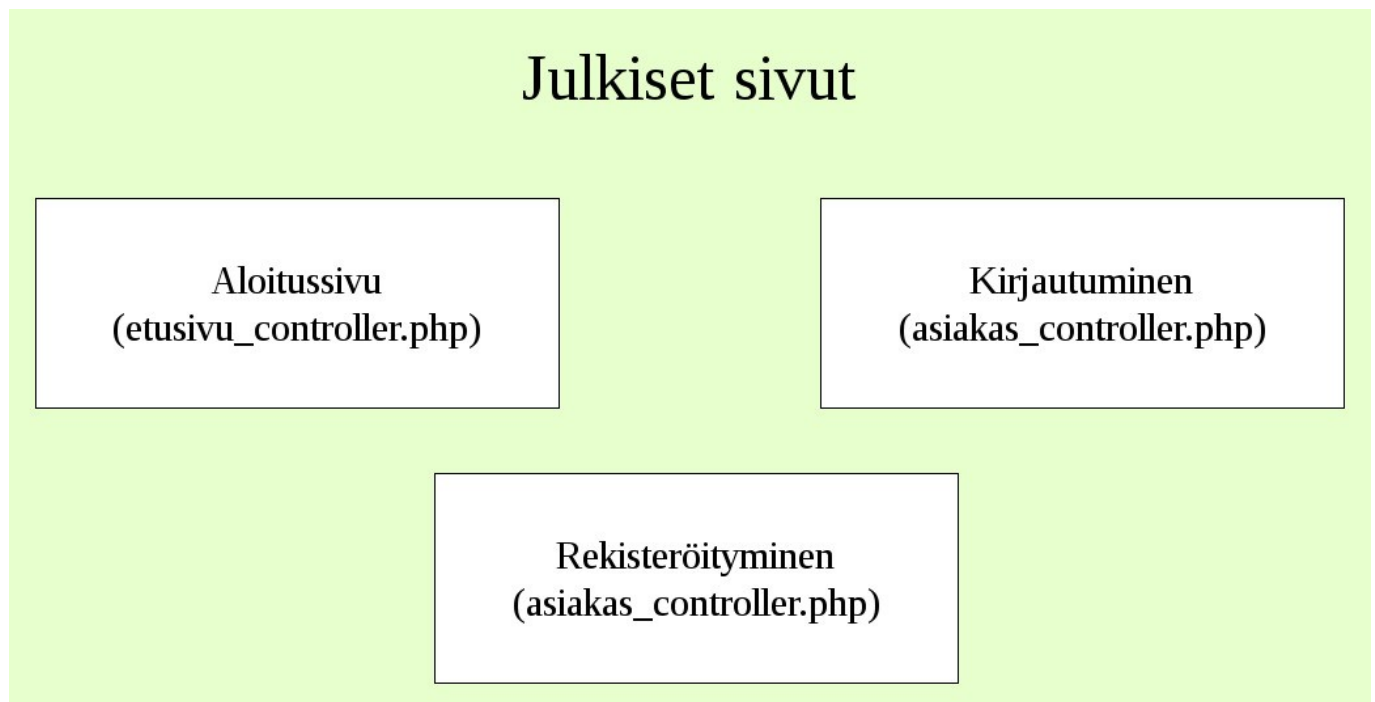 Julkiset sivut
Aloitussivu
(etusivu_controller.php)
Kirjautuminen
(asiakas_controller.php)
Rekisteröityminen
(asiakas_controller.php)